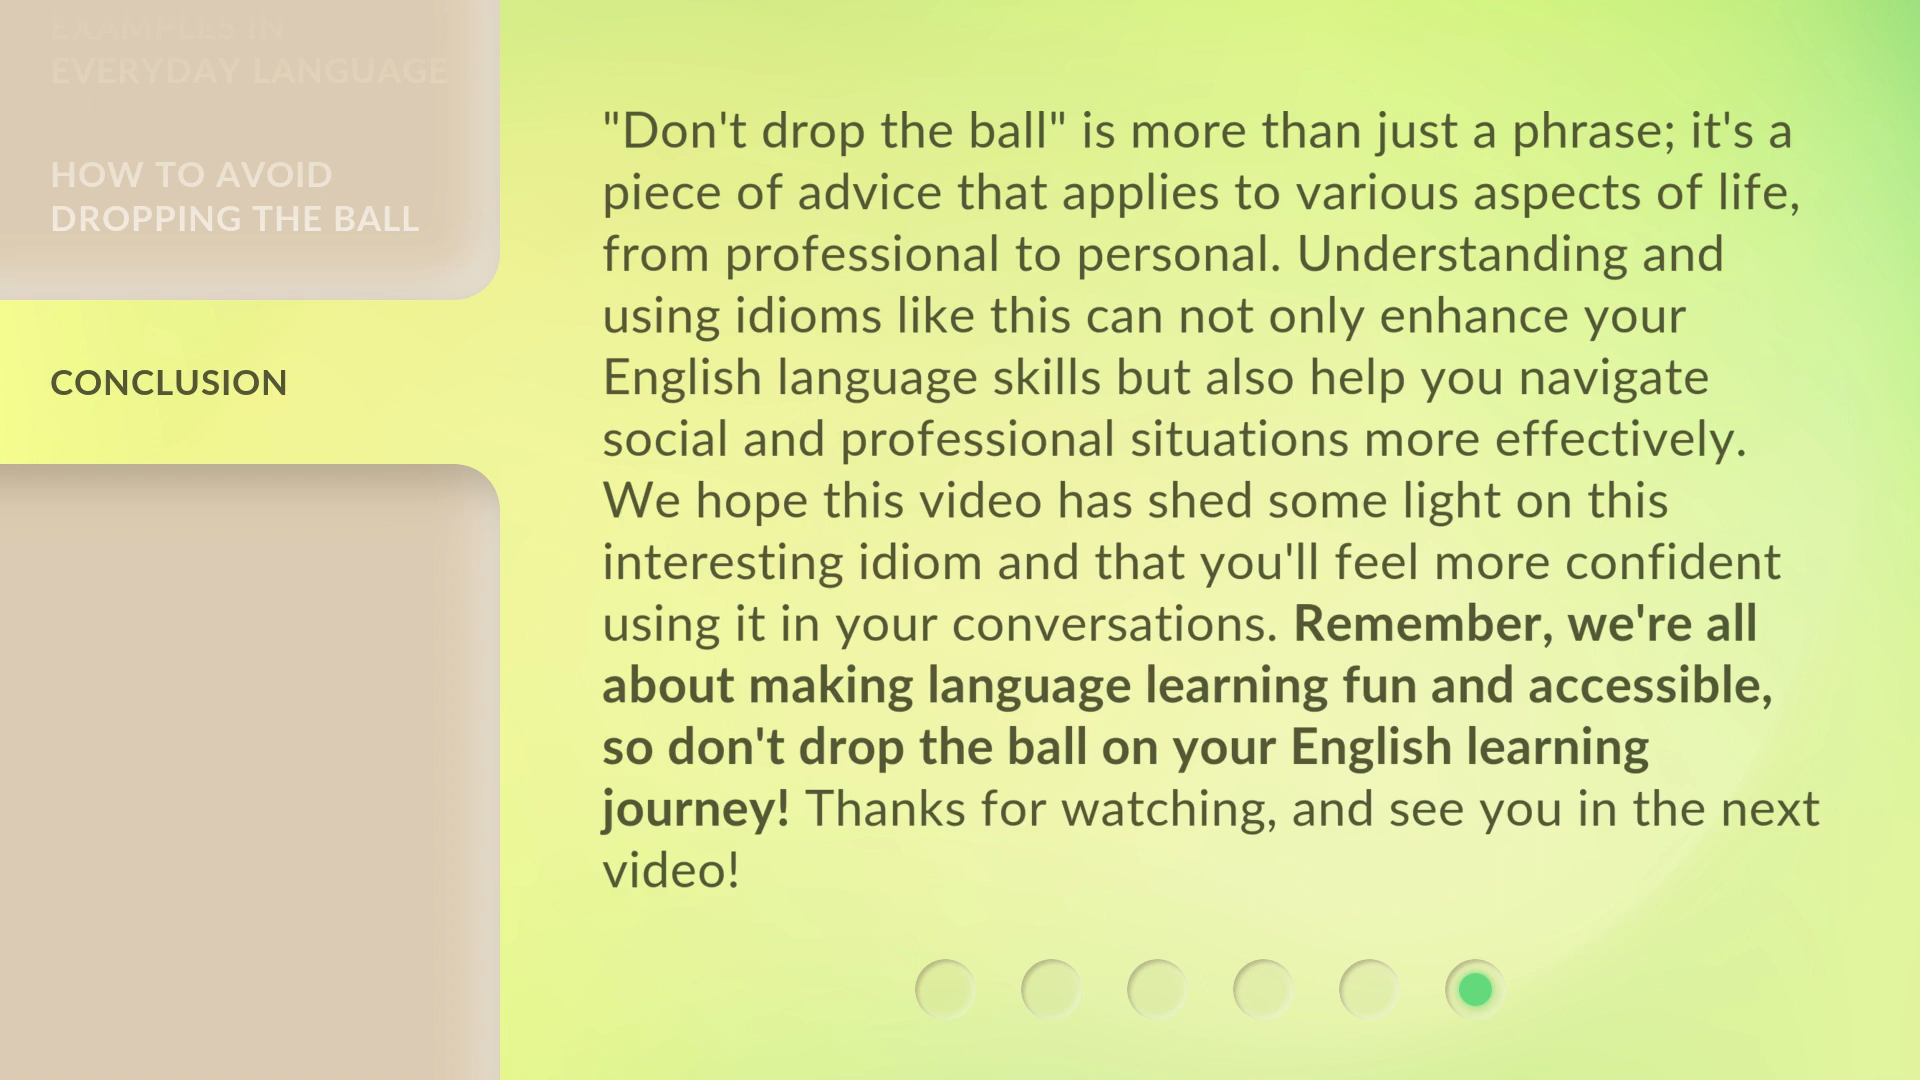 EXAMPLES IN
EVERYDAY LANGUAGE
HOW TO AVOID
DROPPING THE BALL
CONCLUSION
"Don't drop the ball" is more than just a phrase; it's a
piece of advice that applies to various aspects of life,
from professional to personal. Understanding and
using idioms like this can not only enhance your
English language skills but also help you navigate
social and professional situations more effectively.
We hope this video has shed some light on this
interesting idiom and that you'll feel more confident
using it in your conversations. Remember, we're all
about making language learning fun and accessible,
so don't drop the ball on your English learning
journey! Thanks for watching, and see you in the next
video!